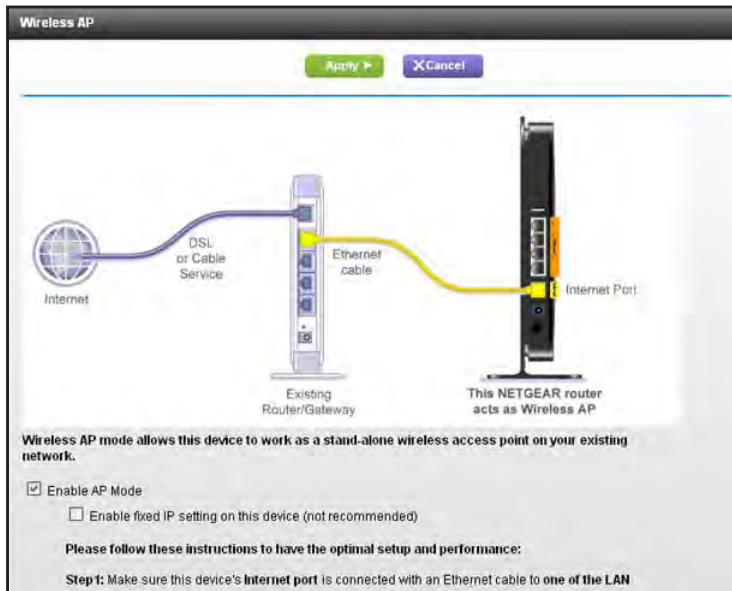 Wireless AP
Apply
Cancel
DSL
or Cable
Service
Ethernet
cable
Internet
Internet Port
Existing
Router/Gateway
This NETGEAR router
acts as Wireless AP
Wireless AP mode allows this device to work as a stand-alone wireless access point on your existing
network.
Enable AP Mode
Enable fixed IP setting on this device (not recommended)
Please follow these instructions to have the optimal setup and performance:
Step1: Make sure this device's Internet port is connected with an Ethernet cable to one of the LAN